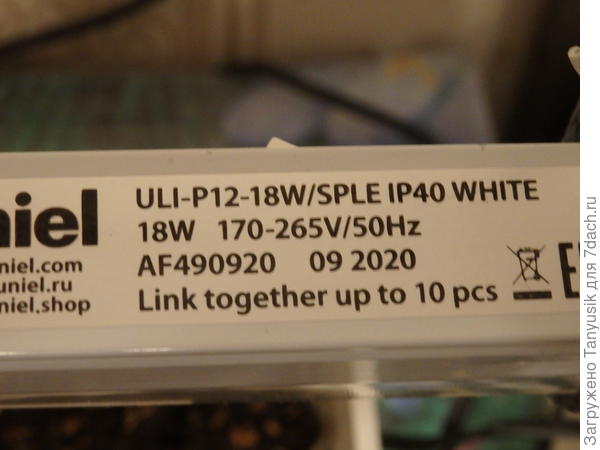 niel
niel.com
uniel.ru
niel.shop
ULI-P12-18W/SPLE IP40 WHITE
18W 170-265V/50Hz
AF490920 09 2020
Link together up to 10 pcs
E
Загружено Tanyusik для 7dach.ru